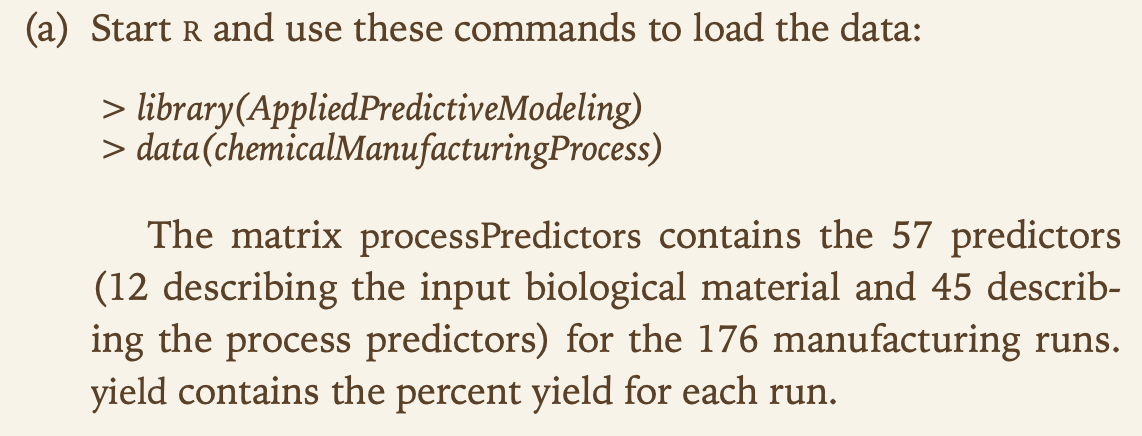 (a) Start R and use these commands to load the data:
> library(AppliedPredictiveModeling)
> data(chemicalManufacturingProcess)
The matrix processPredictors contains the 57 predictors
(12 describing the input biological material and 45 describ-
ing the process predictors) for the 176 manufacturing runs.
yield contains the percent yield for each run.